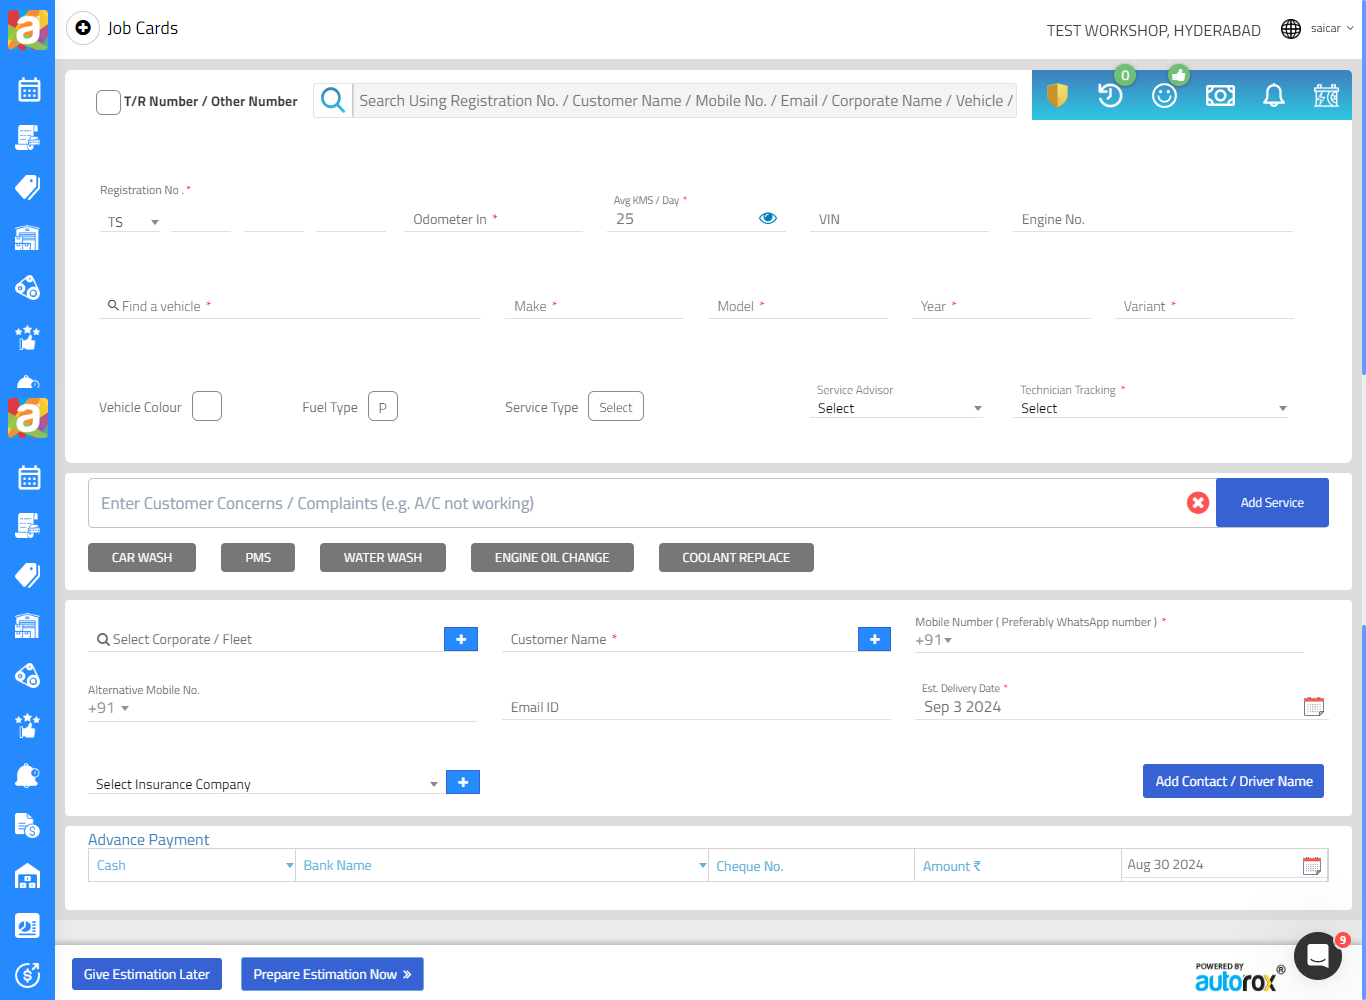 Job Cards
TEST WORKSHOP, HYDERABAD
saicar
T/R Number / Other Number
Search Using Registration No. / Customer Name / Mobile No. / Email / Corporate Name / Vehicle /
0
Registration No . *
TS
Odometer In *
Avg KMS / Day *
25
VIN
Engine No.
Find a vehicle *
Make *
Model *
Year *
Variant *
Vehicle Colour
Fuel Type
P
Service Type
Select
Service Advisor
Select
Technician Tracking *
Select
Enter Customer Concerns / Complaints (e.g. A/C not working)
Add Service
CAR WASH
PMS
WATER WASH
ENGINE OIL CHANGE
COOLANT REPLACE
Select Corporate / Fleet
Customer Name *
Mobile Number ( Preferably WhatsApp number ) *
+91
Alternative Mobile No.
+91
Email ID
Est. Delivery Date *
Sep 3 2024
Select Insurance Company
Add Contact / Driver Name
Advance Payment
Cash
Bank Name
Cheque No.
Amount ₹
Aug 30 2024
Give Estimation Later
Prepare Estimation Now »
POWERED BY
autorox®
9